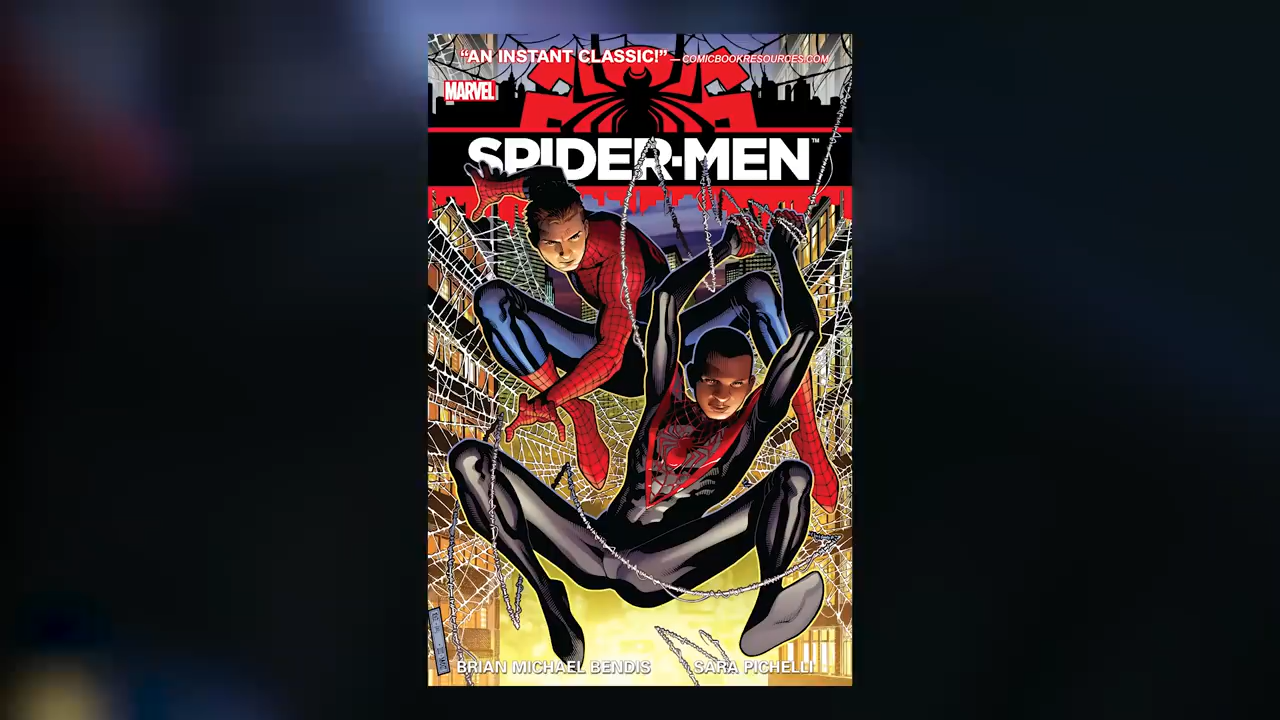 “AN INSTANT CLASSIC!” — COMICBOOKRESOURCES.COM
MARVEL
SPIDER-MEN™
BRIAN MICHAEL BENDIS SARA PICHELLI